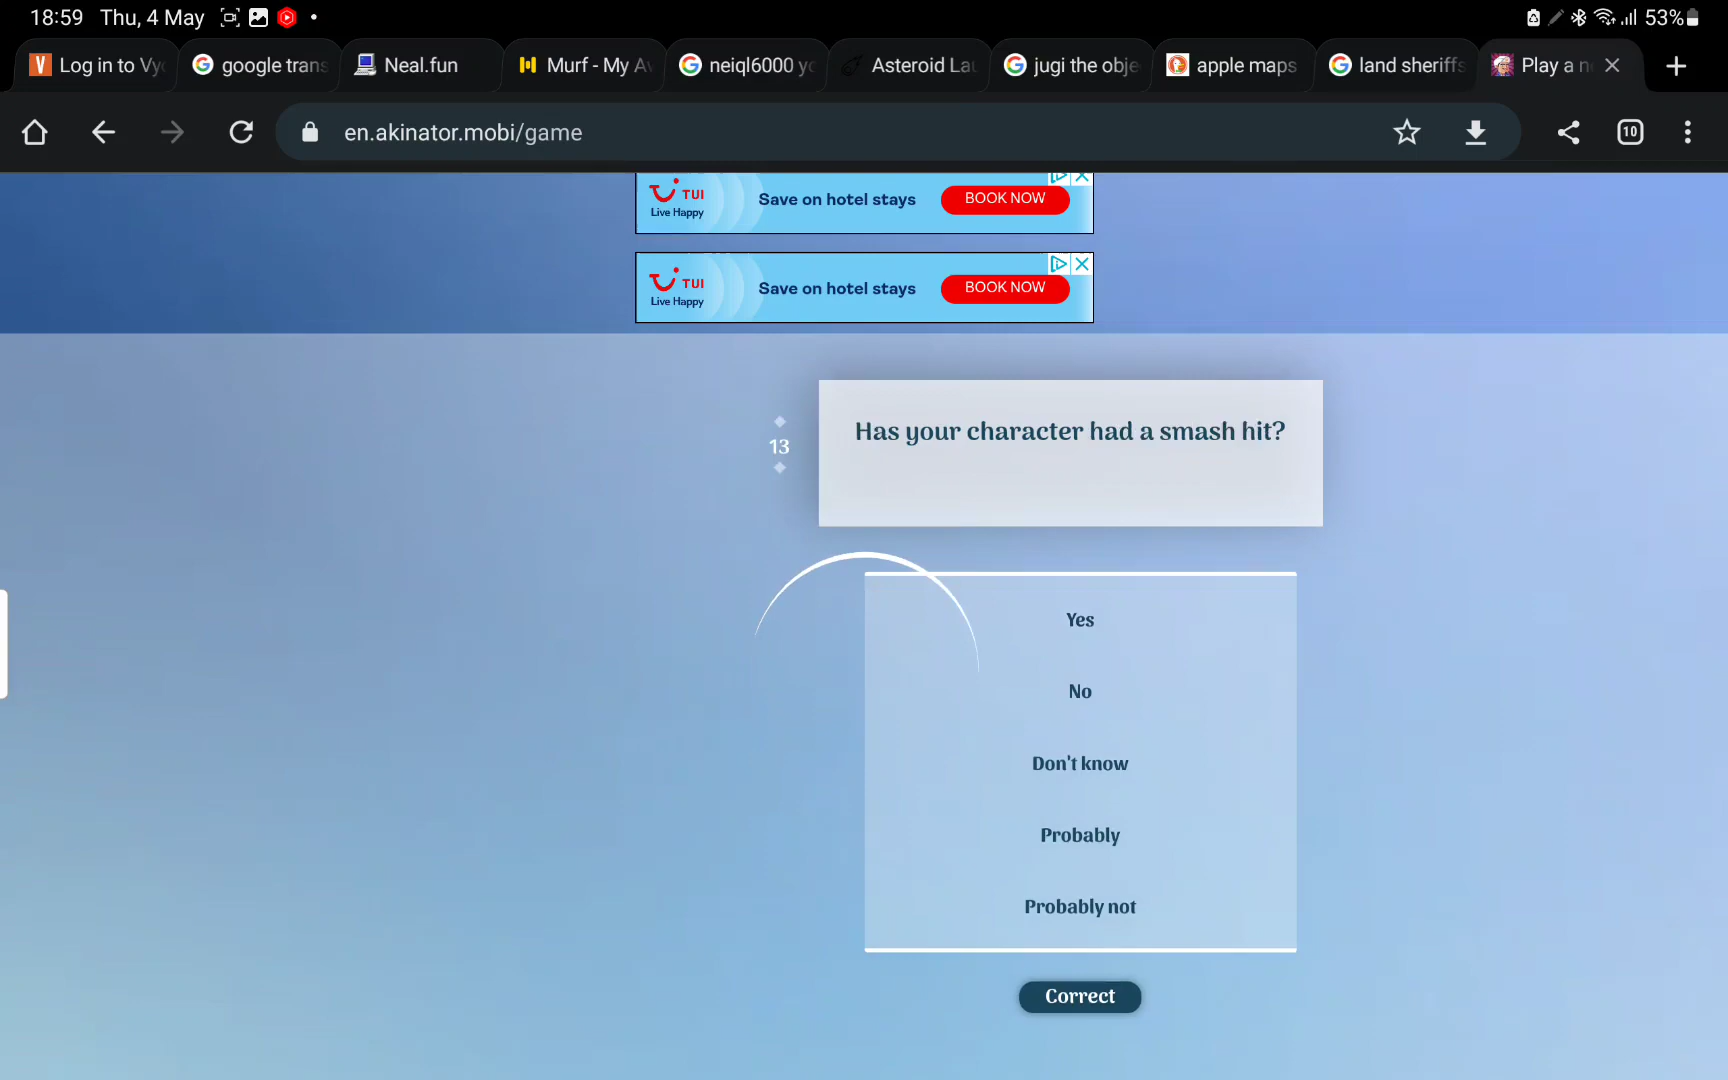 18:59 Thu, 4 May 53%
Log in to Vy google trans Neal.fun Murf - My A neiql6000 yo Asteroid Lau jugi the obje apple maps land sheriffs Play a n
en.akinator.mobi/game 10
TUI Save on hotel stays BOOK NOW
Live Happy
TUI Save on hotel stays BOOK NOW
Live Happy
Has your character had a smash hit?
13
Yes
No
Don't know
Probably
Probably not
Correct